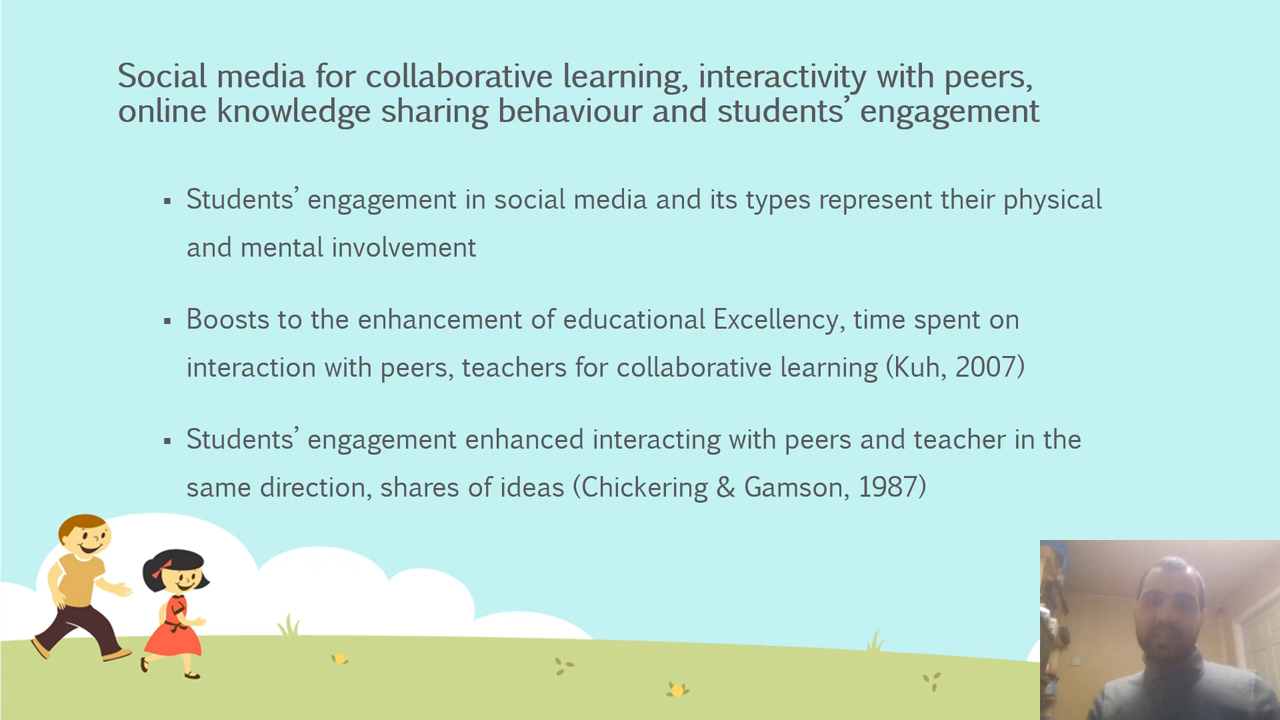 Social media for collaborative learning, interactivity with peers,
online knowledge sharing behaviour and students’ engagement
▪ Students’ engagement in social media and its types represent their physical
and mental involvement
▪ Boosts to the enhancement of educational Excellency, time spent on
interaction with peers, teachers for collaborative learning (Kuh, 2007)
▪ Students’ engagement enhanced interacting with peers and teacher in the
same direction, shares of ideas (Chickering & Gamson, 1987)